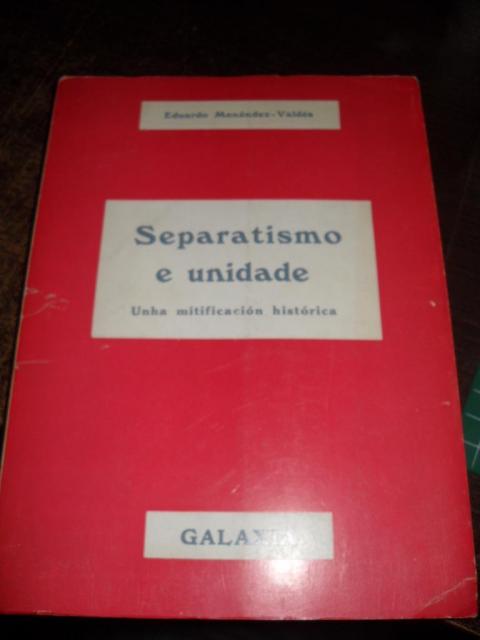 Eduardo Menéndez-Valdés
Separatismo
e unidade
Unha mitificación histórica
GALAXIA